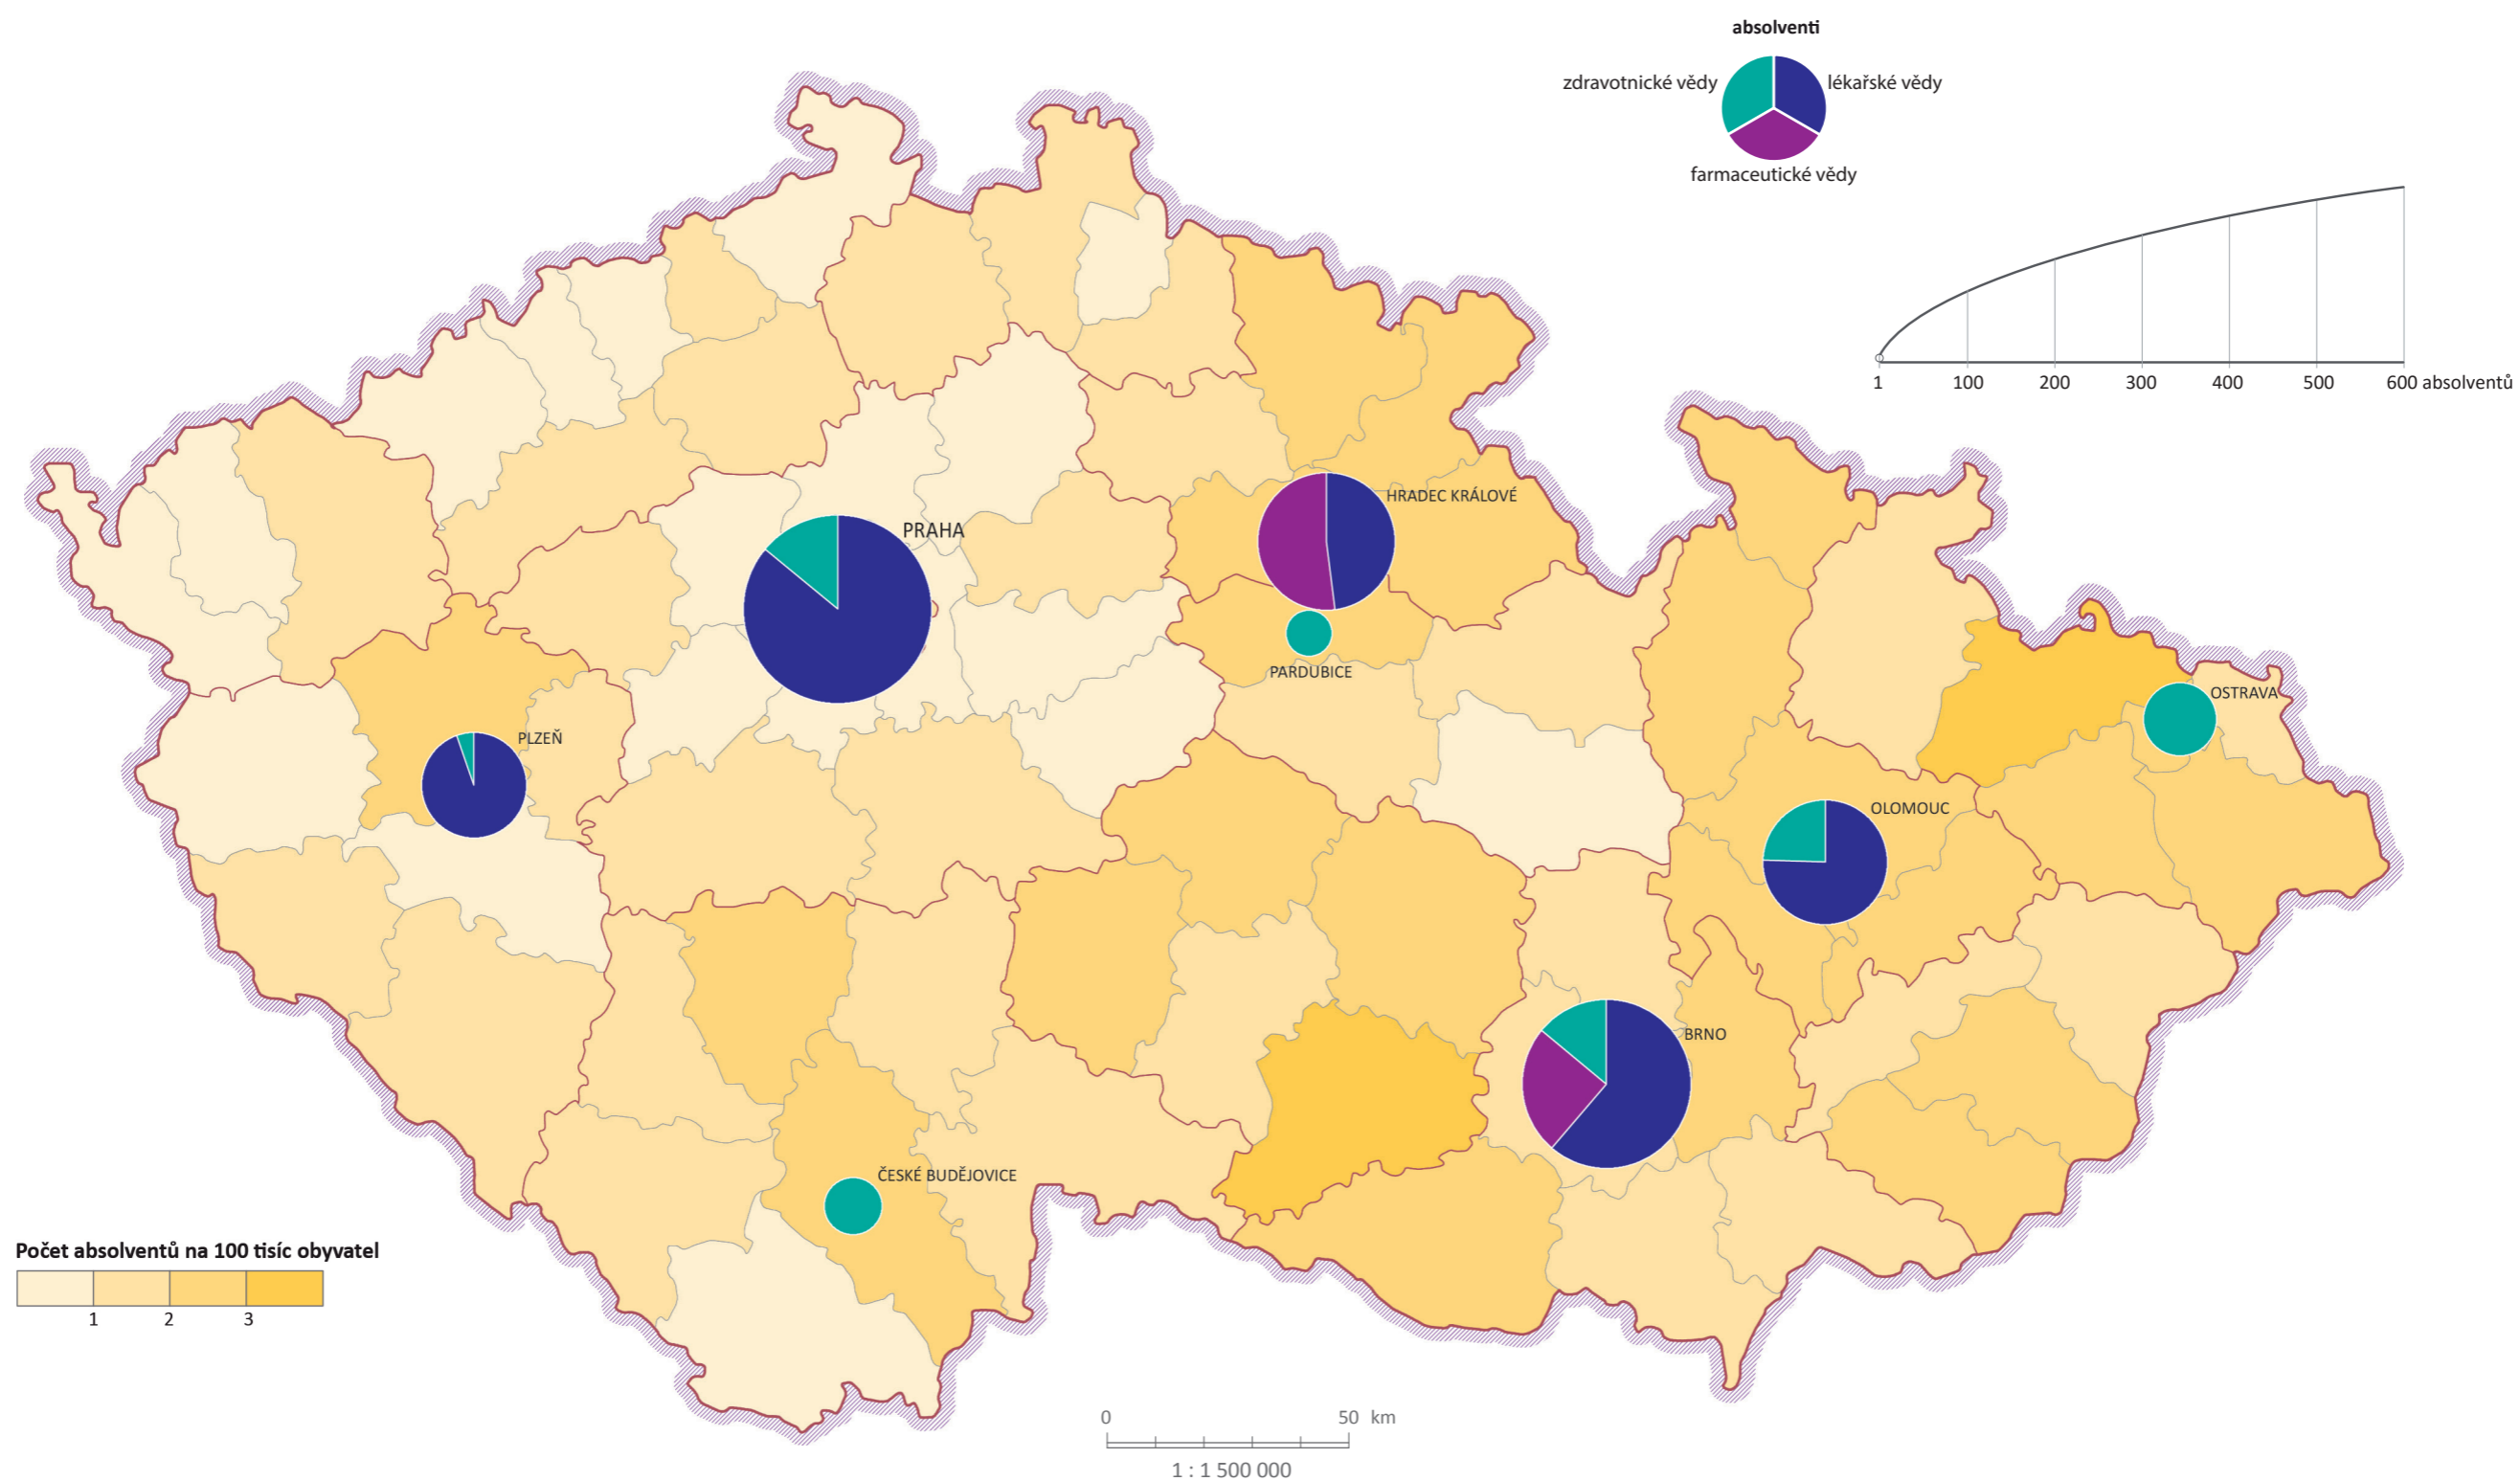 absolventi
zdravotnické vědy
lékařské vědy
farmaceutické vědy
1 100 200 300 400 500 600 absolventů
HRADEC KRÁLOVÉ
PRAHA
PARDUBICE
OSTRAVA
PLZEŇ
OLOMOUC
BRNO
ČESKÉ BUDĚJOVICE
Počet absolventů na 100 tisíc obyvatel
1 2 3
0 50 km
1 : 1 500 000